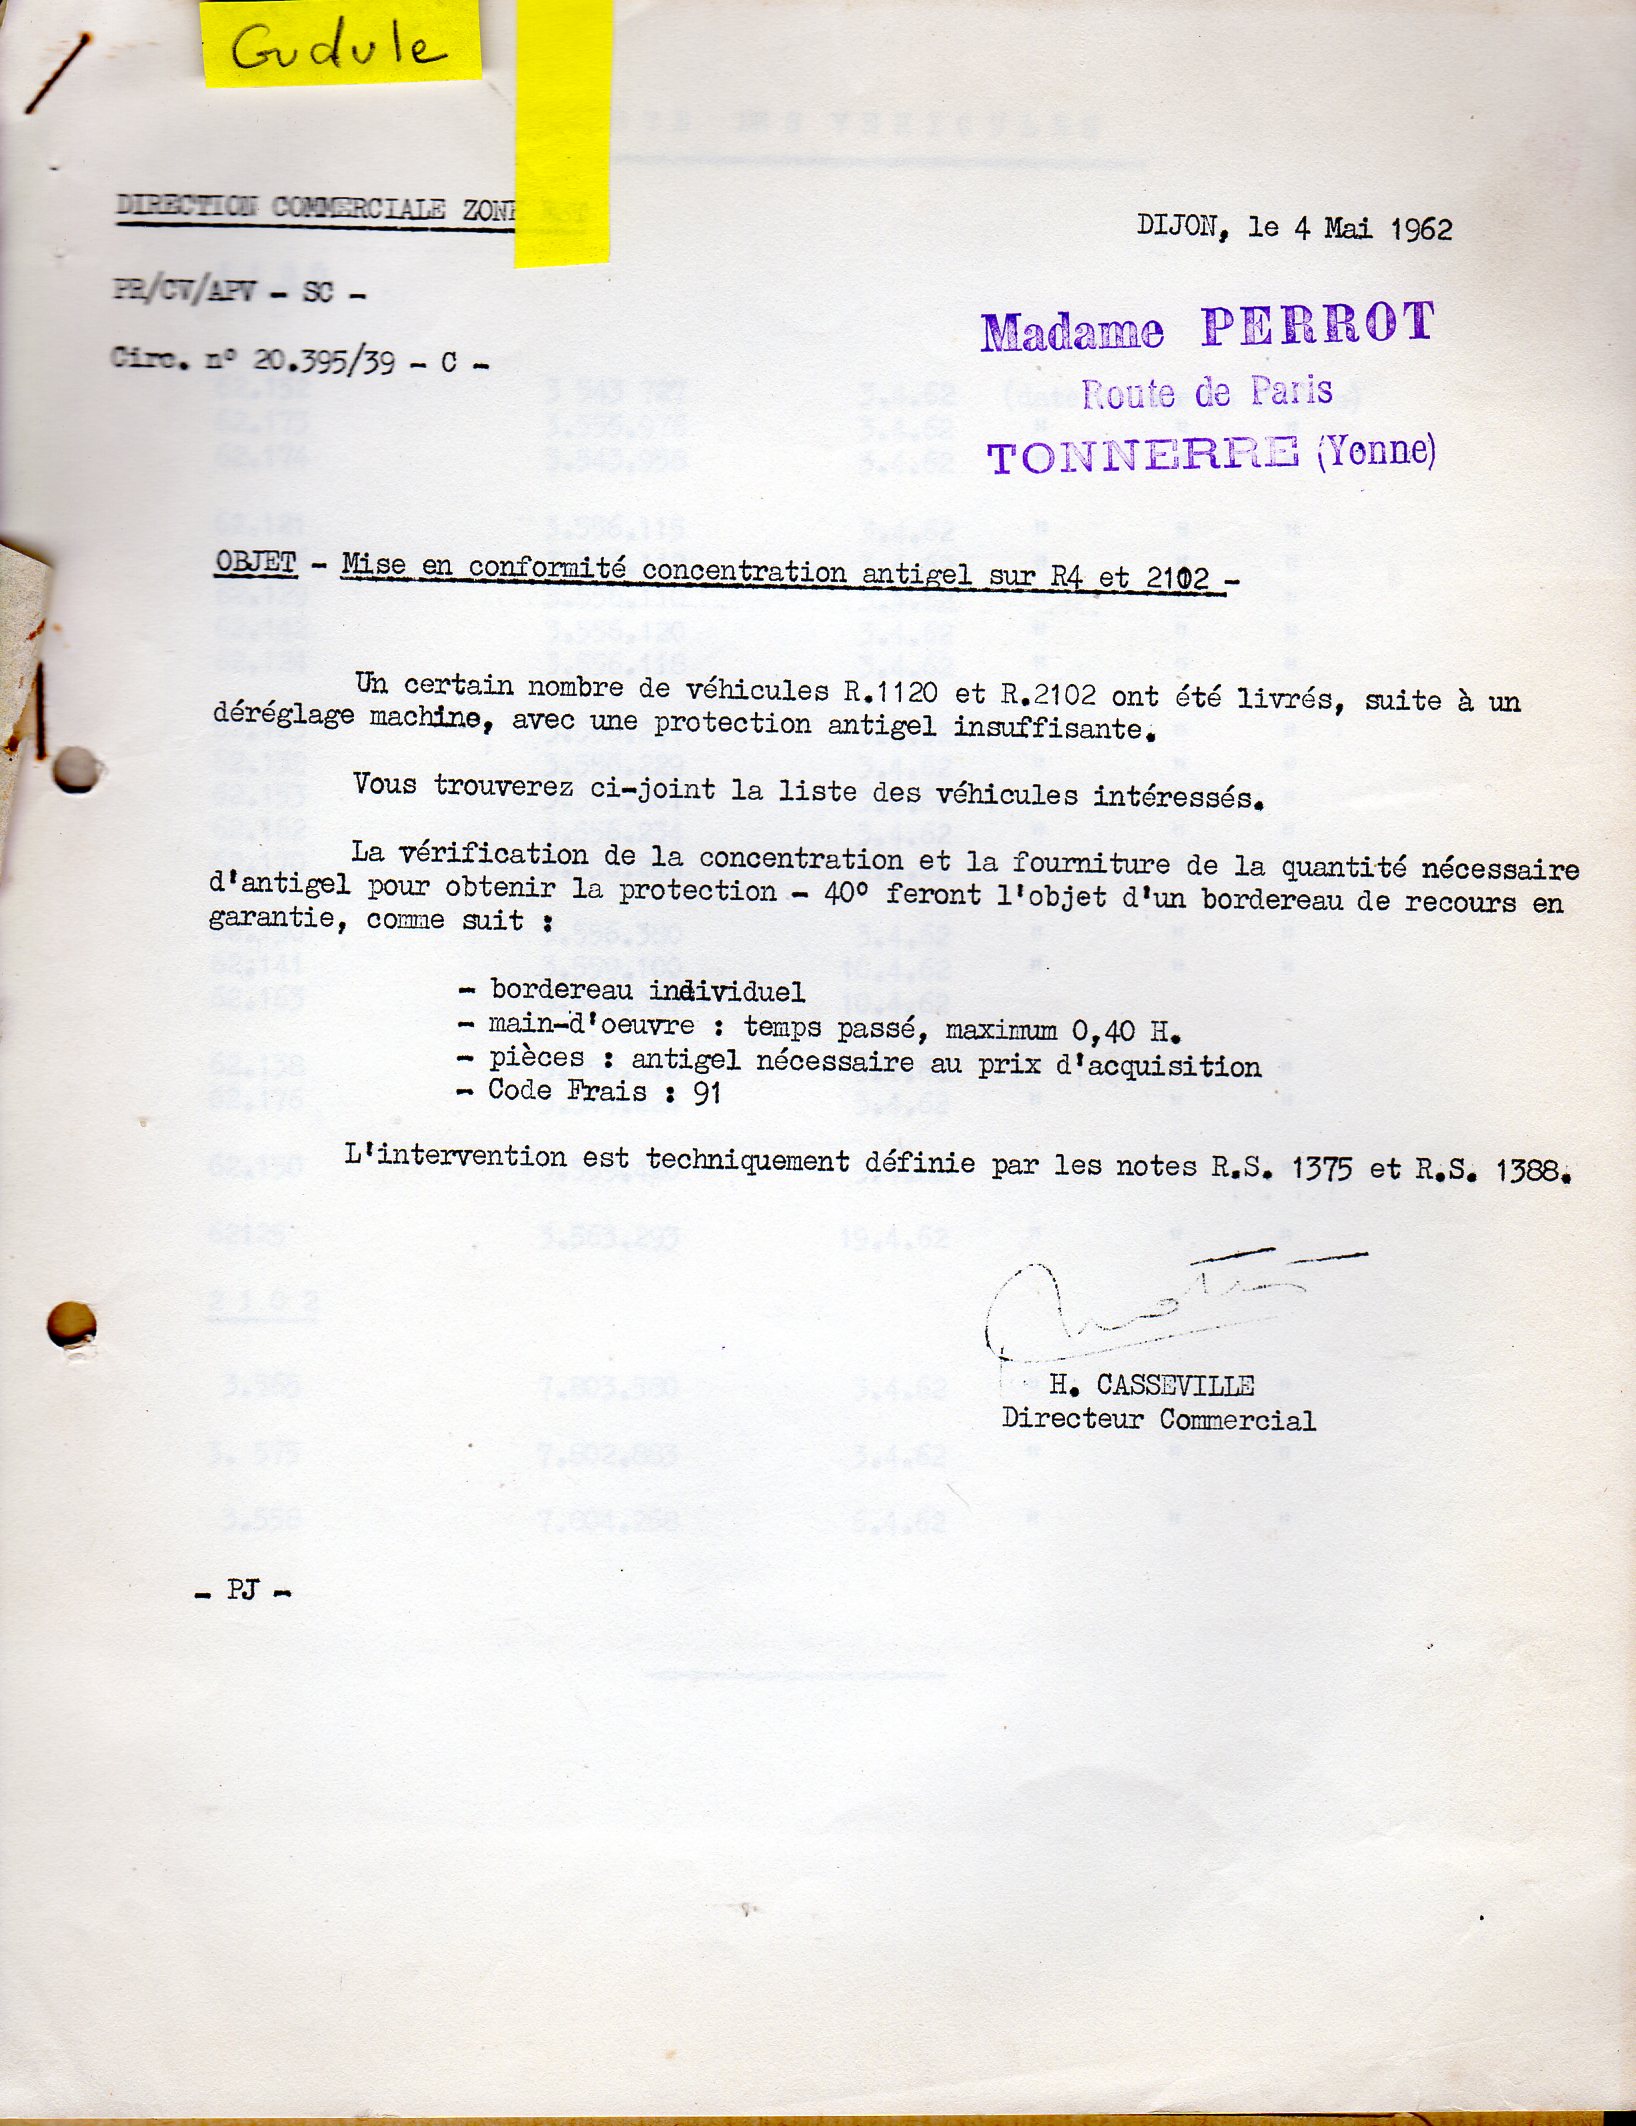 Gudule
DIRECTION COMMERCIALE ZONE EST
DIJON, le 4 Mai 1962
PR/CV/APV - SC -
Circ. n° 20.395/39 - C -
Madame PERROT
Route de Paris
TONNERRE (Yonne)
OBJET - Mise en conformité concentration antigel sur R4 et 2102 -
Un certain nombre de véhicules R.1120 et R.2102 ont été livrés, suite à un
déréglage machine, avec une protection antigel insuffisante.
Vous trouverez ci-joint la liste des véhicules intéressés.
La vérification de la concentration et la fourniture de la quantité nécessaire
d'antigel pour obtenir la protection - 40° feront l'objet d'un bordereau de recours en
garantie, comme suit :
- bordereau individuel
- main-d'oeuvre : temps passé, maximum 0,40 H.
- pièces : antigel nécessaire au prix d'acquisition
- Code Frais : 91
L'intervention est techniquement définie par les notes R.S. 1375 et R.S. 1388.
H. CASSEVILLE
Directeur Commercial
- PJ -